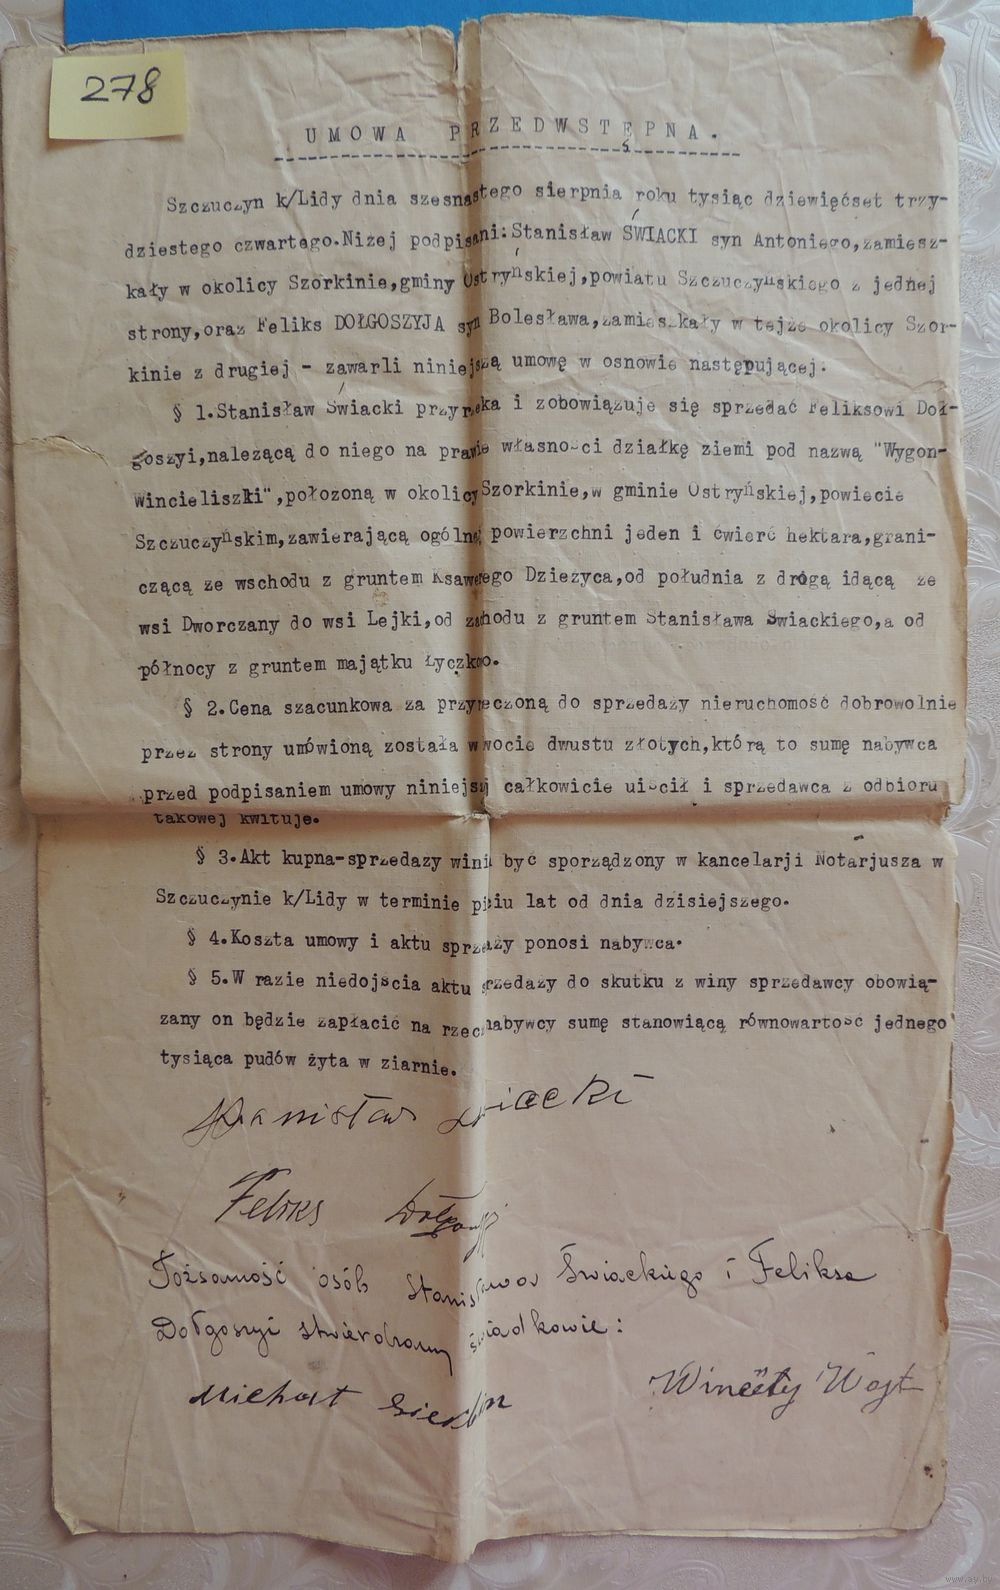 278
UMOWA PRZEDWSTĘPNA.
Szczuczyn k/Lidy dnia szesnastego sierpnia roku tysiąc dziewięćset trzy-
dziestego czwartego.Niżej podpisani:Stanisław ŚWIACKI syn Antoniego,zamiesz-
kały w okolicy Szorkinie,gminy Ostryńskiej,powiatu Szczuczyńskiego z jednej
strony,oraz Feliks DOŁGOSZYJA syn Bolesława,zamieszkały w tejże okolicy Szor-
kinie z drugiej - zawarli niniejszą umowę w osnowie następującej:
§ 1.Stanisław Świacki przyrzeka i zobowiązuje się sprzedać Feliksowi Doł-
goszyi,należącą do niego na prawie własności działkę ziemi pod nazwą "Wygon-
wincieliszki",położoną w okolicy Szorkinie,w gminie Ostryńskiej,powiecie
Szczuczyńskim,zawierającą ogólnej powierzchni jeden i ćwierć hektara,grani-
czącą ze wschodu z gruntem Ksawerego Dzieżyca,od południa z drogą idącą ze
wsi Dworczany do wsi Lejki,od zachodu z gruntem Stanisława Świackiego,a od
północy z gruntem majątku Łyczkowo.
§ 2.Cena szacunkowa za przyrzeczoną do sprzedaży nieruchomość dobrowolnie
przez strony umówioną została w kwocie dwustu złotych,którą to sumę nabywca
przed podpisaniem umowy niniejszej całkowicie uiścił i sprzedawca z odbioru
takowej kwituje.
§ 3.Akt kupna-sprzedaży winien być sporządzony w kancelarji Notarjusza w
Szczuczynie k/Lidy w terminie pięciu lat od dnia dzisiejszego.
§ 4.Koszta umowy i aktu sprzedaży ponosi nabywca.
§ 5.W razie niedojścia aktu sprzedaży do skutku z winy sprzedawcy obowią-
zany on będzie zapłacić na rzecz nabywcy sumę stanowiącą równowartość jednego
tysiąca pudów żyta w ziarnie.
Stanisław Świacki
Feliks
Tożsamość osób Stanisława Świackiego i Feliksa
Dołgoszyi stwierdzamy świadkowie:
Michał
Wincęty Wojt
www.ay.by